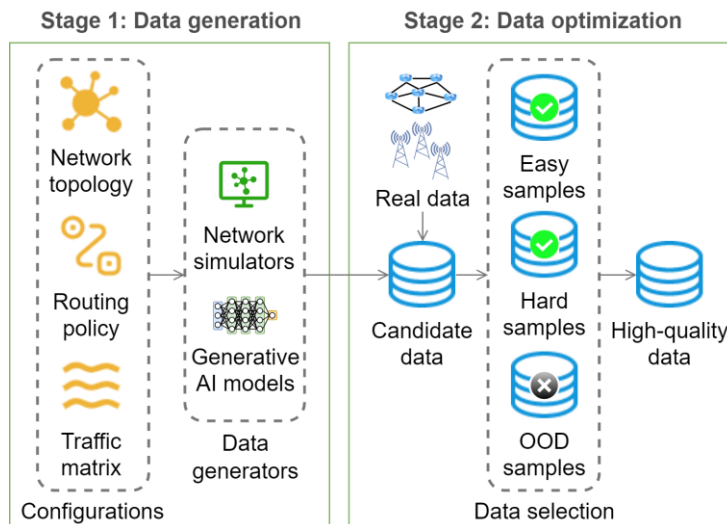 Stage 1: Data generation
Network
topology
Routing
policy
Traffic
matrix
Configurations
Network
simulators
Generative
AI models
Data
generators
Stage 2: Data optimization
Real data
Candidate
data
Easy
samples
Hard
samples
OOD
samples
Data selection
High-quality
data